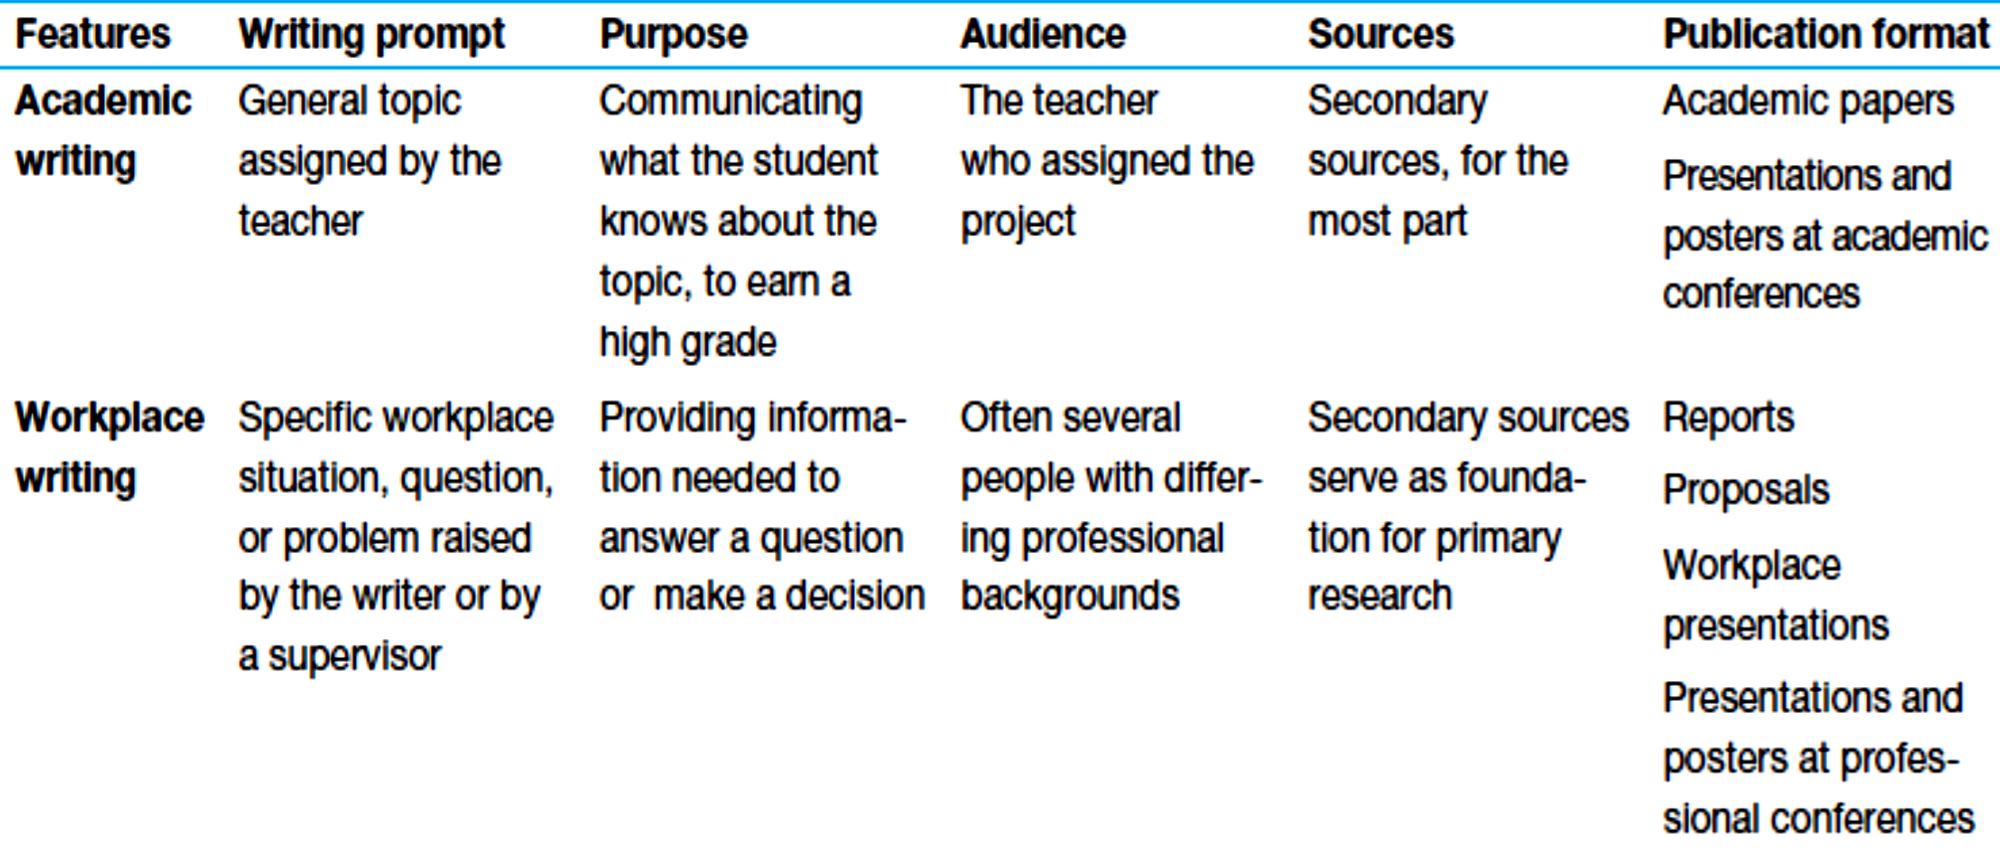 Features Writing prompt Purpose Audience Sources Publication format
Academic writing
General topic
assigned by the
teacher
Communicating
what the student
knows about the
topic, to earn a
high grade
The teacher
who assigned the
project
Secondary
sources, for the
most part
Academic papers
Presentations and
posters at academic
conferences
Workplace
writing
Specific workplace
situation, question,
or problem raised
by the writer or by
a supervisor
Providing informa-
tion needed to
answer a question
or make a decision
Often several
people with differ-
ing professional
backgrounds
Secondary sources
serve as founda-
tion for primary
research
Reports
Proposals
Workplace
presentations
Presentations and
posters at profes-
sional conferences